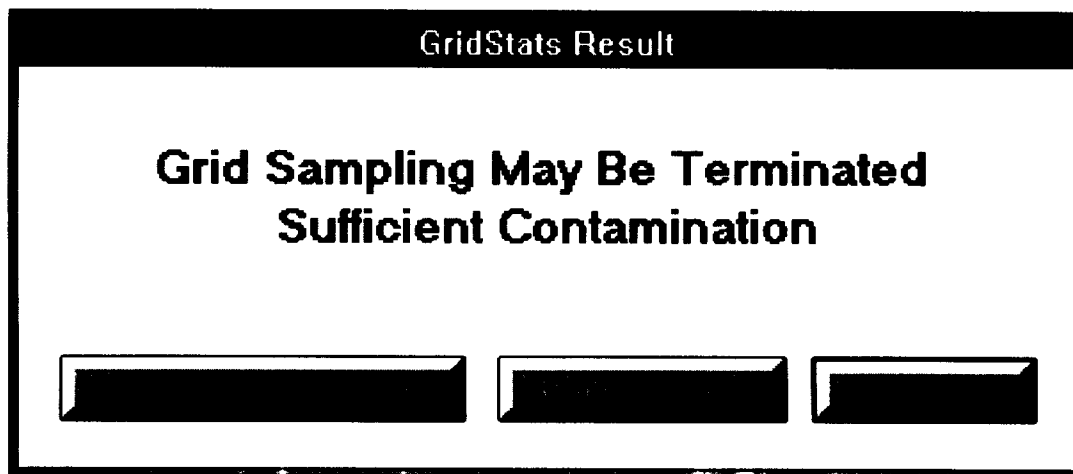 GridStats Result
Grid Sampling May Be Terminated
Sufficient Contamination